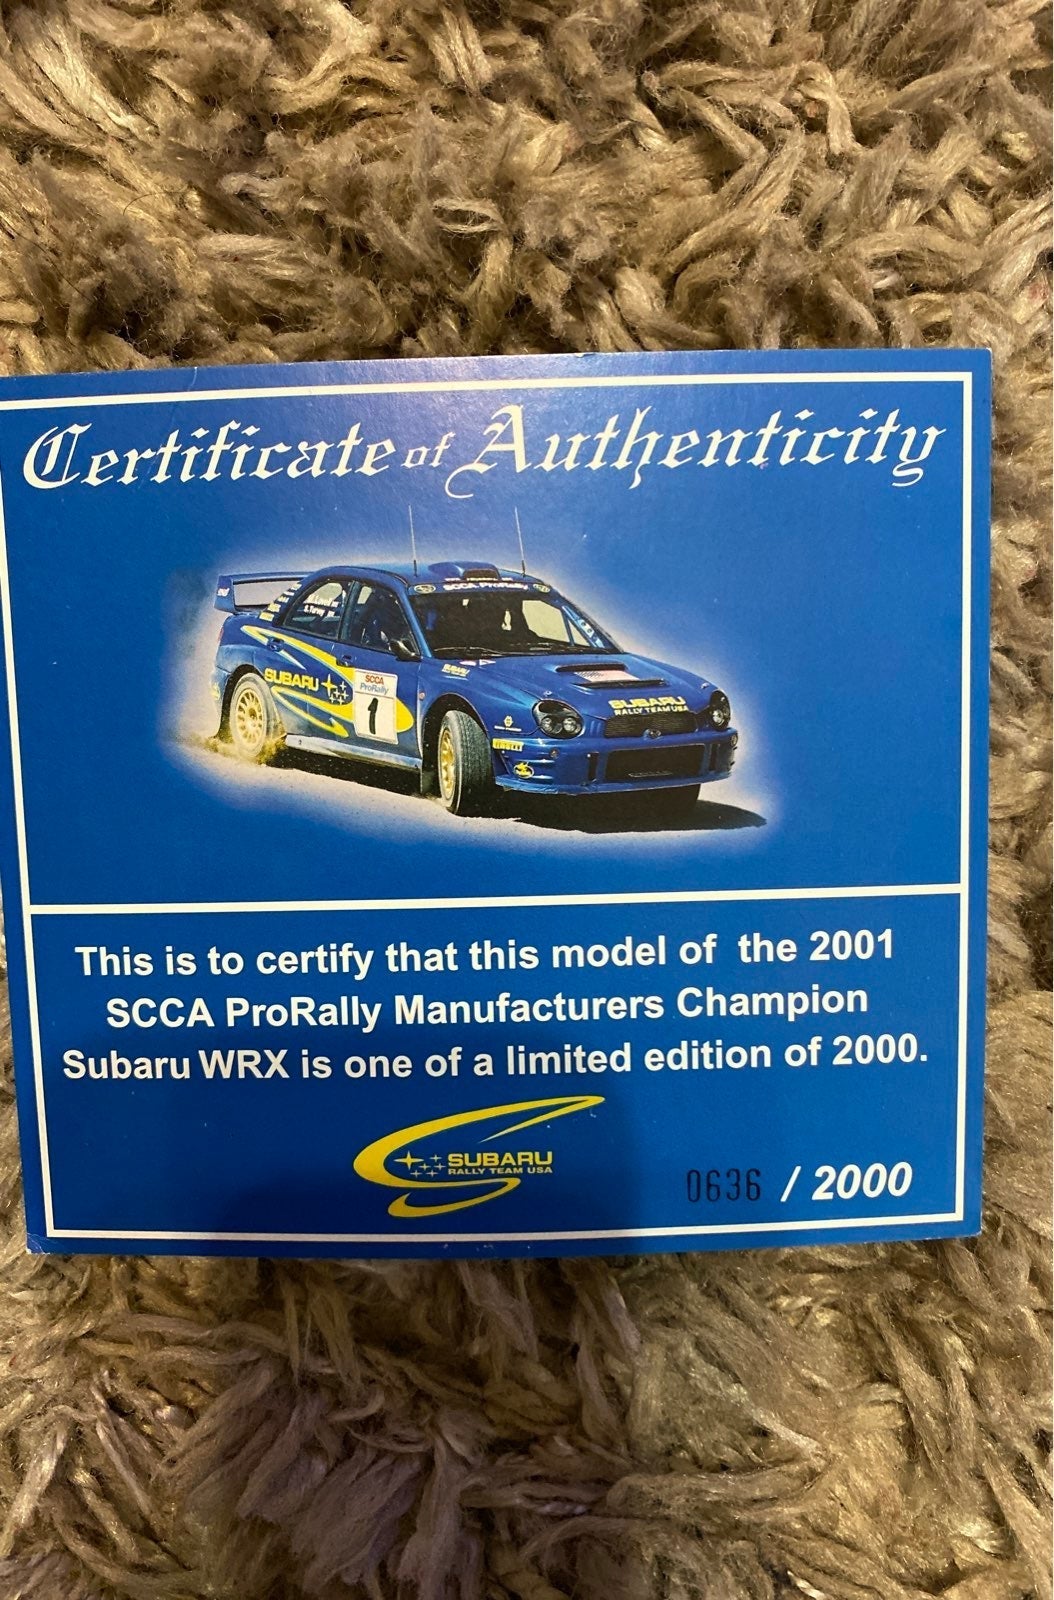 Certificate of Authenticity
SCCA ProRally
SUBARU
SCCA
ProRally
1
SUBARU
RALLY TEAM USA
PIRELLI
This is to certify that this model of the 2001
SCCA ProRally Manufacturers Champion
Subaru WRX is one of a limited edition of 2000.
SUBARU
RALLY TEAM USA
0636 / 2000